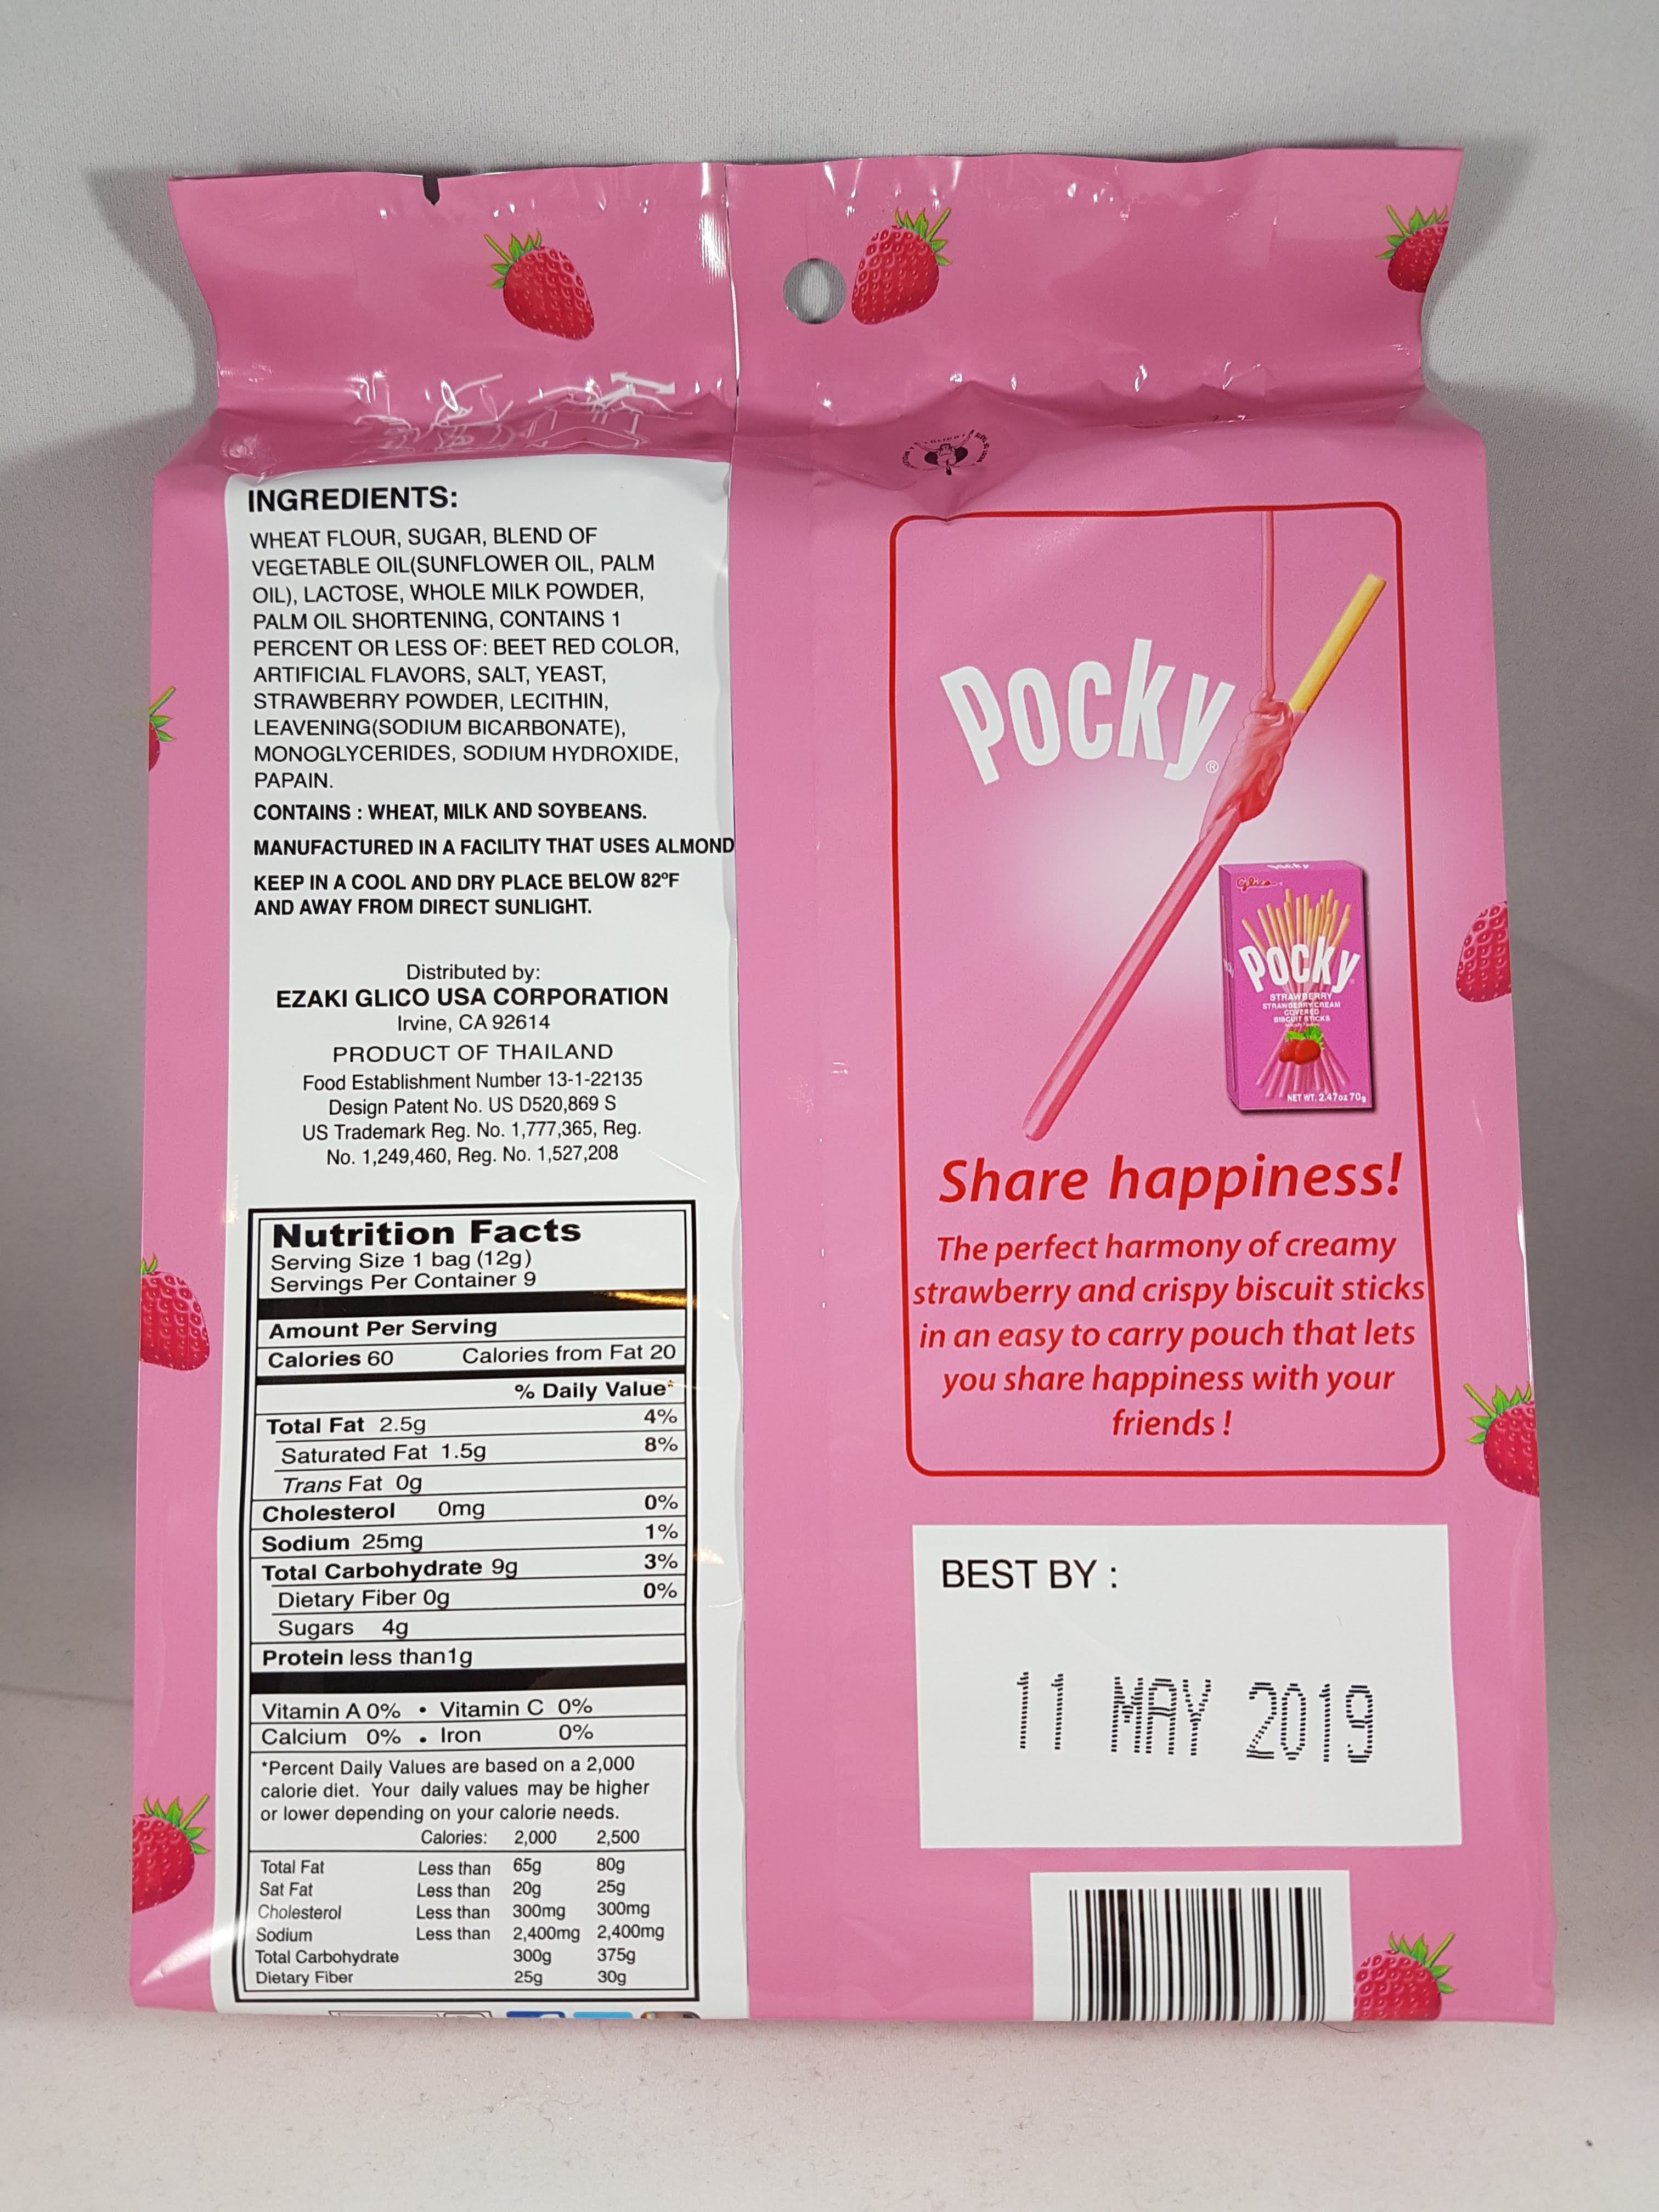 INGREDIENTS:
WHEAT FLOUR, SUGAR, BLEND OF
VEGETABLE OIL(SUNFLOWER OIL, PALM
OIL), LACTOSE, WHOLE MILK POWDER,
PALM OIL SHORTENING, CONTAINS 1
PERCENT OR LESS OF: BEET RED COLOR,
ARTIFICIAL FLAVORS, SALT, YEAST,
STRAWBERRY POWDER, LECITHIN,
LEAVENING(SODIUM BICARBONATE),
MONOGLYCERIDES, SODIUM HYDROXIDE,
PAPAIN.
CONTAINS : WHEAT, MILK AND SOYBEANS.
MANUFACTURED IN A FACILITY THAT USES ALMOND
KEEP IN A COOL AND DRY PLACE BELOW 82ºF
AND AWAY FROM DIRECT SUNLIGHT.
Distributed by:
EZAKI GLICO USA CORPORATION
Irvine, CA 92614
PRODUCT OF THAILAND
Food Establishment Number 13-1-22135
Design Patent No. US D520,869 S
US Trademark Reg. No. 1,777,365, Reg.
No. 1,249,460, Reg. No. 1,527,208
Nutrition Facts
Serving Size 1 bag (12g)
Servings Per Container 9
Amount Per Serving
Calories 60 Calories from Fat 20
% Daily Value*
Total Fat 2.5g 4%
Saturated Fat 1.5g 8%
Trans Fat 0g
Cholesterol 0mg 0%
Sodium 25mg 1%
Total Carbohydrate 9g 3%
Dietary Fiber 0g 0%
Sugars 4g
Protein less than1g
Vitamin A 0% • Vitamin C 0%
Calcium 0% • Iron 0%
*Percent Daily Values are based on a 2,000
calorie diet. Your daily values may be higher
or lower depending on your calorie needs.
Calories: 2,000 2,500
Total Fat Less than 65g 80g
Sat Fat Less than 20g 25g
Cholesterol Less than 300mg 300mg
Sodium Less than 2,400mg 2,400mg
Total Carbohydrate 300g 375g
Dietary Fiber 25g 30g
Pocky®
Pocky
Glico
Pocky
STRAWBERRY
STRAWBERRY CREAM
COVERED
BISCUIT STICKS
NET WT. 2.47oz 70g
Share happiness!
The perfect harmony of creamy
strawberry and crispy biscuit sticks
in an easy to carry pouch that lets
you share happiness with your
friends !
BEST BY :
11 MAY 2019